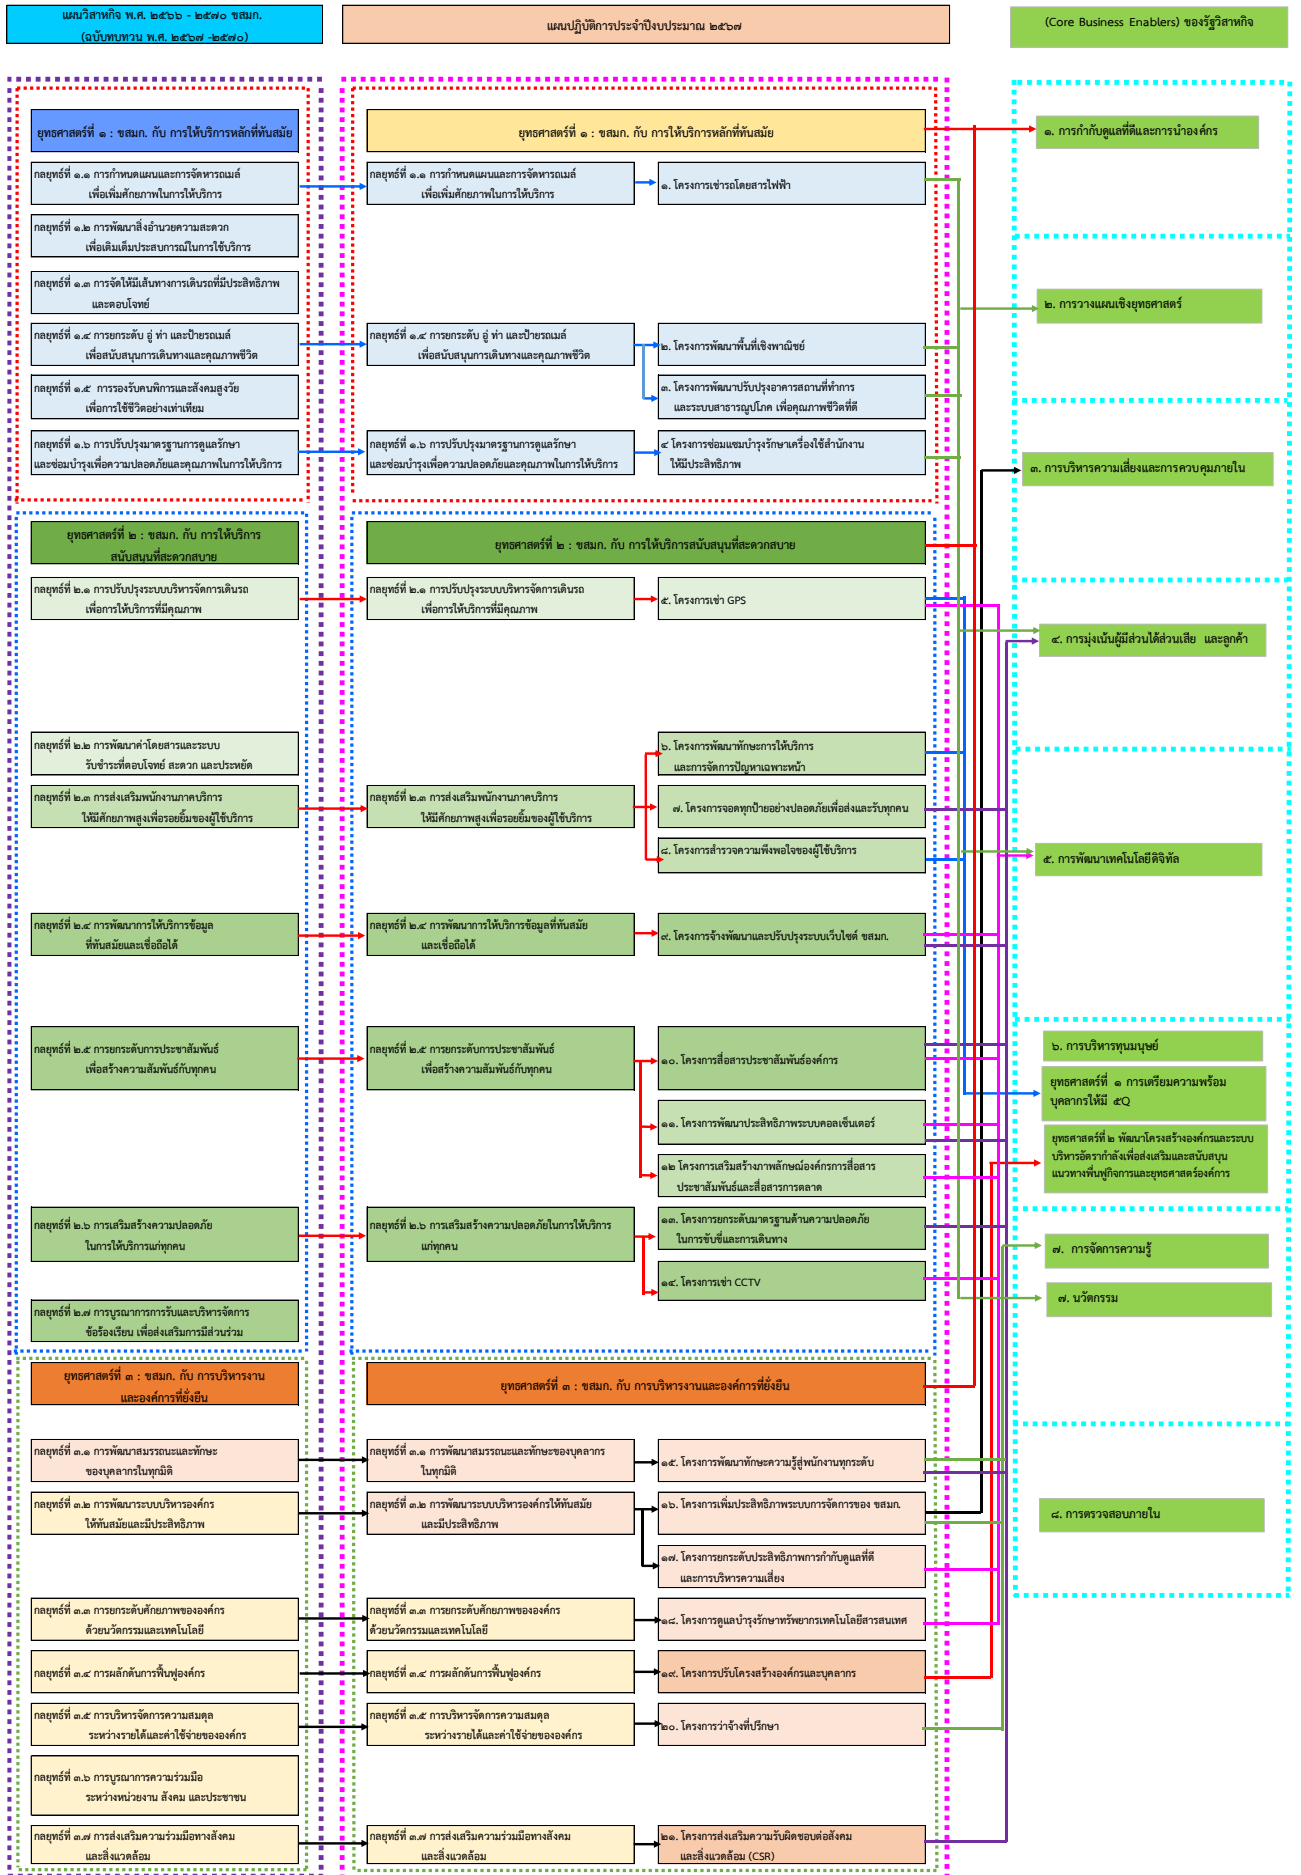 แผนวิสาหกิจ พ.ศ. ๒๕๖๖ - ๒๕๗๐ ขสมก.
(ฉบับทบทวน พ.ศ. ๒๕๖๗ -๒๕๗๐)
แผนปฏิบัติการประจำปีงบประมาณ ๒๕๖๗
(Core Business Enablers) ของรัฐวิสาหกิจ
ยุทธศาสตร์ที่ ๑ : ขสมก. กับ การให้บริการหลักที่ทันสมัย
กลยุทธ์ที่ ๑.๑ การกำหนดแผนและการจัดหารถเมล์
เพื่อเพิ่มศักยภาพในการให้บริการ
กลยุทธ์ที่ ๑.๒ การพัฒนาสิ่งอำนวยความสะดวก
เพื่อเติมเต็มประสบการณ์ในการใช้บริการ
กลยุทธ์ที่ ๑.๓ การจัดให้มีเส้นทางการเดินรถที่มีประสิทธิภาพ
และตอบโจทย์
กลยุทธ์ที่ ๑.๔ การยกระดับ อู่ ท่า และป้ายรถเมล์
เพื่อสนับสนุนการเดินทางและคุณภาพชีวิต
กลยุทธ์ที่ ๑.๕ การรองรับคนพิการและสังคมสูงวัย
เพื่อการใช้ชีวิตอย่างเท่าเทียม
กลยุทธ์ที่ ๑.๖ การปรับปรุงมาตรฐานการดูแลรักษา
และซ่อมบำรุงเพื่อความปลอดภัยและคุณภาพในการให้บริการ
ยุทธศาสตร์ที่ ๒ : ขสมก. กับ การให้บริการ
สนับสนุนที่สะดวกสบาย
กลยุทธ์ที่ ๒.๑ การปรับปรุงระบบบริหารจัดการเดินรถ
เพื่อการให้บริการที่มีคุณภาพ
กลยุทธ์ที่ ๒.๒ การพัฒนาค่าโดยสารและระบบ
รับชำระที่ตอบโจทย์ สะดวก และประหยัด
กลยุทธ์ที่ ๒.๓ การส่งเสริมพนักงานภาคบริการ
ให้มีศักยภาพสูงเพื่อรอยยิ้มของผู้ใช้บริการ
กลยุทธ์ที่ ๒.๔ การพัฒนาการให้บริการข้อมูล
ที่ทันสมัยและเชื่อถือได้
กลยุทธ์ที่ ๒.๕ การยกระดับการประชาสัมพันธ์
เพื่อสร้างความสัมพันธ์กับทุกคน
กลยุทธ์ที่ ๒.๖ การเสริมสร้างความปลอดภัย
ในการให้บริการแก่ทุกคน
กลยุทธ์ที่ ๒.๗ การบูรณาการการรับและบริหารจัดการ
ข้อร้องเรียน เพื่อส่งเสริมการมีส่วนร่วม
ยุทธศาสตร์ที่ ๓ : ขสมก. กับ การบริหารงาน
และองค์การที่ยั่งยืน
กลยุทธ์ที่ ๓.๑ การพัฒนาสมรรถนะและทักษะ
ของบุคลากรในทุกมิติ
กลยุทธ์ที่ ๓.๒ การพัฒนาระบบบริหารองค์กร
ให้ทันสมัยและมีประสิทธิภาพ
กลยุทธ์ที่ ๓.๓ การยกระดับศักยภาพขององค์กร
ด้วยนวัตกรรมและเทคโนโลยี
กลยุทธ์ที่ ๓.๔ การผลักดันการฟื้นฟูองค์กร
กลยุทธ์ที่ ๓.๕ การบริหารจัดการความสมดุล
ระหว่างรายได้และค่าใช้จ่ายขององค์กร
กลยุทธ์ที่ ๓.๖ การบูรณาการความร่วมมือ
ระหว่างหน่วยงาน สังคม และประชาชน
กลยุทธ์ที่ ๓.๗ การส่งเสริมความร่วมมือทางสังคม
และสิ่งแวดล้อม
ยุทธศาสตร์ที่ ๑ : ขสมก. กับ การให้บริการหลักที่ทันสมัย
กลยุทธ์ที่ ๑.๑ การกำหนดแผนและการจัดหารถเมล์
เพื่อเพิ่มศักยภาพในการให้บริการ
๑. โครงการเช่ารถโดยสารไฟฟ้า
กลยุทธ์ที่ ๑.๔ การยกระดับ อู่ ท่า และป้ายรถเมล์
เพื่อสนับสนุนการเดินทางและคุณภาพชีวิต
๒. โครงการพัฒนาพื้นที่เชิงพาณิชย์
๓. โครงการพัฒนาปรับปรุงอาคารสถานที่ทำการ
และระบบสาธารณูปโภค เพื่อคุณภาพชีวิตที่ดี
กลยุทธ์ที่ ๑.๖ การปรับปรุงมาตรฐานการดูแลรักษา
และซ่อมบำรุงเพื่อความปลอดภัยและคุณภาพในการให้บริการ
๔ โครงการซ่อมแซมบำรุงรักษาเครื่องใช้สำนักงาน
ให้มีประสิทธิภาพ
ยุทธศาสตร์ที่ ๒ : ขสมก. กับ การให้บริการสนับสนุนที่สะดวกสบาย
กลยุทธ์ที่ ๒.๑ การปรับปรุงระบบบริหารจัดการเดินรถ
เพื่อการให้บริการที่มีคุณภาพ
๕. โครงการเช่า GPS
๖. โครงการพัฒนาทักษะการให้บริการ
และการจัดการปัญหาเฉพาะหน้า
กลยุทธ์ที่ ๒.๓ การส่งเสริมพนักงานภาคบริการ
ให้มีศักยภาพสูงเพื่อรอยยิ้มของผู้ใช้บริการ
๗. โครงการจอดทุกป้ายอย่างปลอดภัยเพื่อส่งและรับทุกคน
๘. โครงการสำรวจความพึงพอใจของผู้ใช้บริการ
กลยุทธ์ที่ ๒.๔ การพัฒนาการให้บริการข้อมูลที่ทันสมัย
และเชื่อถือได้
๙. โครงการจ้างพัฒนาและปรับปรุงระบบเว็บไซต์ ขสมก.
กลยุทธ์ที่ ๒.๕ การยกระดับการประชาสัมพันธ์
เพื่อสร้างความสัมพันธ์กับทุกคน
๑๐. โครงการสื่อสารประชาสัมพันธ์องค์การ
๑๑. โครงการพัฒนาประสิทธิภาพระบบคอลเซ็นเตอร์
๑๒ โครงการเสริมสร้างภาพลักษณ์องค์กรการสื่อสาร
ประชาสัมพันธ์และสื่อสารการตลาด
กลยุทธ์ที่ ๒.๖ การเสริมสร้างความปลอดภัยในการให้บริการ
แก่ทุกคน
๑๓. โครงการยกระดับมาตรฐานด้านความปลอดภัย
ในการขับขี่และการเดินทาง
๑๔. โครงการเช่า CCTV
ยุทธศาสตร์ที่ ๓ : ขสมก. กับ การบริหารงานและองค์การที่ยั่งยืน
กลยุทธ์ที่ ๓.๑ การพัฒนาสมรรถนะและทักษะของบุคลากร
ในทุกมิติ
๑๕. โครงการพัฒนาทักษะความรู้สู่พนักงานทุกระดับ
กลยุทธ์ที่ ๓.๒ การพัฒนาระบบบริหารองค์กรให้ทันสมัย
และมีประสิทธิภาพ
๑๖. โครงการเพิ่มประสิทธิภาพระบบการจัดการของ ขสมก.
๑๗. โครงการยกระดับประสิทธิภาพการกำกับดูแลที่ดี
และการบริหารความเสี่ยง
กลยุทธ์ที่ ๓.๓ การยกระดับศักยภาพขององค์กร
ด้วยนวัตกรรมและเทคโนโลยี
๑๘. โครงการดูแลบำรุงรักษาทรัพยากรเทคโนโลยีสารสนเทศ
กลยุทธ์ที่ ๓.๔ การผลักดันการฟื้นฟูองค์กร
๑๙. โครงการปรับโครงสร้างองค์กรและบุคลากร
กลยุทธ์ที่ ๓.๕ การบริหารจัดการความสมดุล
ระหว่างรายได้และค่าใช้จ่ายขององค์กร
๒๐. โครงการว่าจ้างที่ปรึกษา
กลยุทธ์ที่ ๓.๗ การส่งเสริมความร่วมมือทางสังคม
และสิ่งแวดล้อม
๒๑. โครงการส่งเสริมความรับผิดชอบต่อสังคม
และสิ่งแวดล้อม (CSR)
๑. การกำกับดูแลที่ดีและการนำองค์กร
๒. การวางแผนเชิงยุทธศาสตร์
๓. การบริหารความเสี่ยงและการควบคุมภายใน
๔. การมุ่งเน้นผู้มีส่วนได้ส่วนเสีย และลูกค้า
๕. การพัฒนาเทคโนโลยีดิจิทัล
๖. การบริหารทุนมนุษย์
ยุทธศาสตร์ที่ ๑ การเตรียมความพร้อม
บุคลากรให้มี ๕Q
ยุทธศาสตร์ที่ ๒ พัฒนาโครงสร้างองค์กรและระบบ
บริหารอัตรากำลังเพื่อส่งเสริมและสนับสนุน
แนวทางฟื้นฟูกิจการและยุทธศาสตร์องค์การ
๗. การจัดการความรู้
๗. นวัตกรรม
๘. การตรวจสอบภายใน